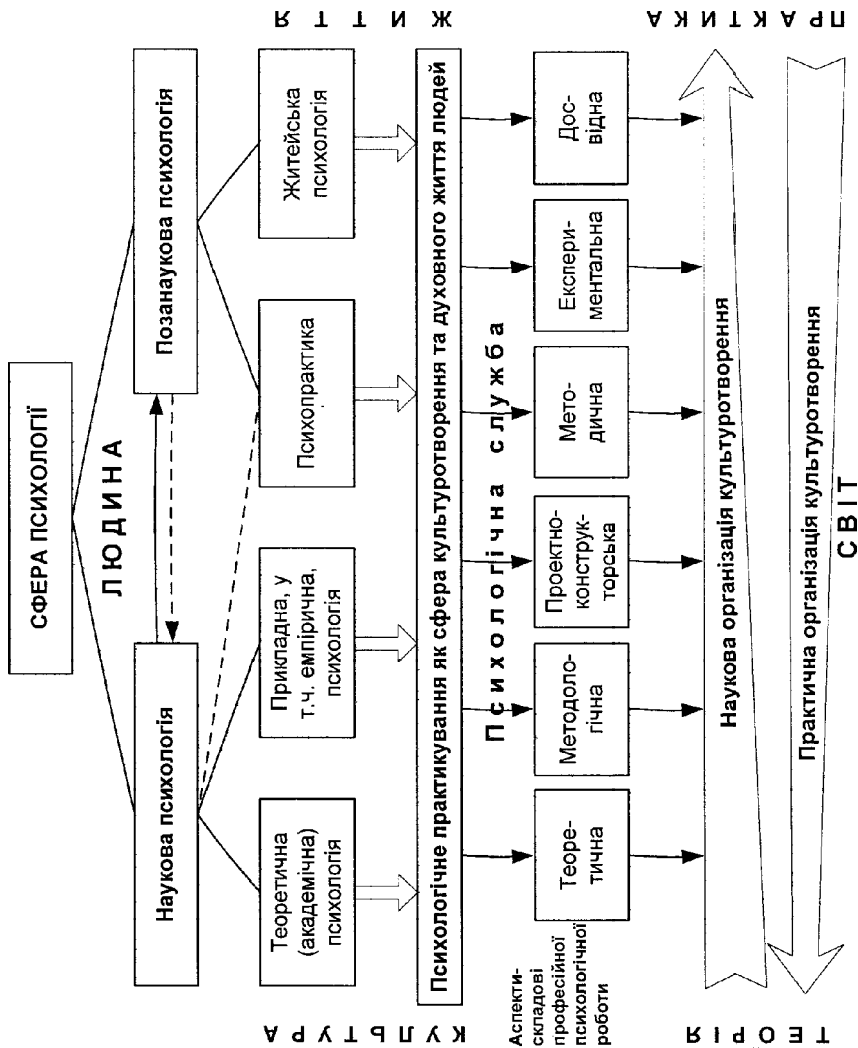 СФЕРА ПСИХОЛОГІЇ
ЛЮДИНА
Наукова психологія
Позанаукова психологія
Теоретична
(академічна)
психологія
Прикладна, у
т.ч. емпірична,
психологія
Психопрактика
Житейська
психологія
КУЛЬТУРА
ЖИТТЯ
Психологічне практикування як сфера культуротворення та духовного життя людей
Психологічна служба
Аспекти-
складові
професійної
психологічної
роботи
Теоре-
тична
Методоло-
гічна
Проектно-
конструк-
торська
Мето-
дична
Експери-
ментальна
Дос-
відна
ТЕОРІЯ
ПРАКТИКА
Наукова організація культуротворення
Практична організація культуротворення
СВІТ